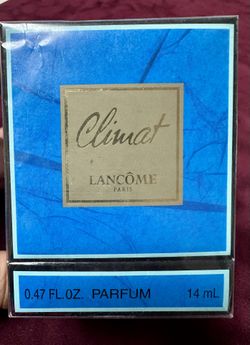 Climat
LANCÔME
PARIS
0.47 FL.OZ. PARFUM 14 mL